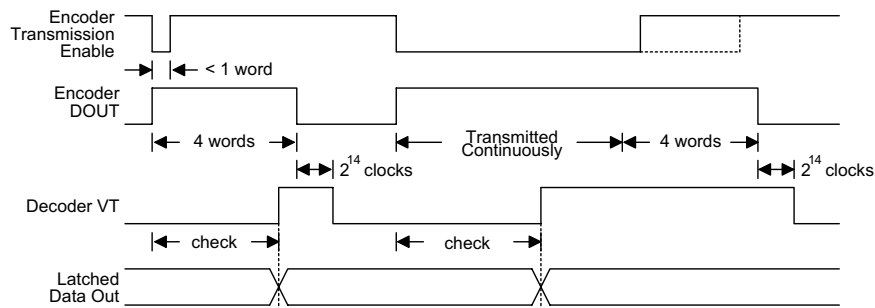 Encoder
Transmission
Enable
< 1 word
Encoder
DOUT
4 words
Transmitted
Continuously
4 words
2^14 clocks
2^14 clocks
Decoder VT
check
check
Latched
Data Out